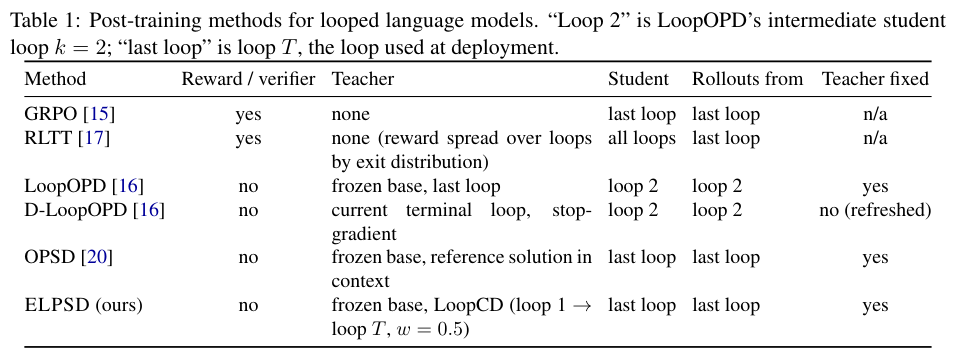 Table 1: Post-training methods for looped language models. “Loop 2” is LoopOPD’s intermediate student
loop k = 2; “last loop” is loop T, the loop used at deployment.
Method Reward / verifier Teacher Student Rollouts from Teacher fixed
GRPO [15] yes none last loop last loop n/a
RLTT [17] yes none (reward spread over loops all loops last loop n/a
by exit distribution)
LoopOPD [16] no frozen base, last loop loop 2 loop 2 yes
D-LoopOPD [16] no current terminal loop, stop- loop 2 loop 2 no (refreshed)
gradient
OPSD [20] no frozen base, reference solution in last loop last loop yes
context
ELPSD (ours) no frozen base, LoopCD (loop 1 → last loop last loop yes
loop T, w = 0.5)